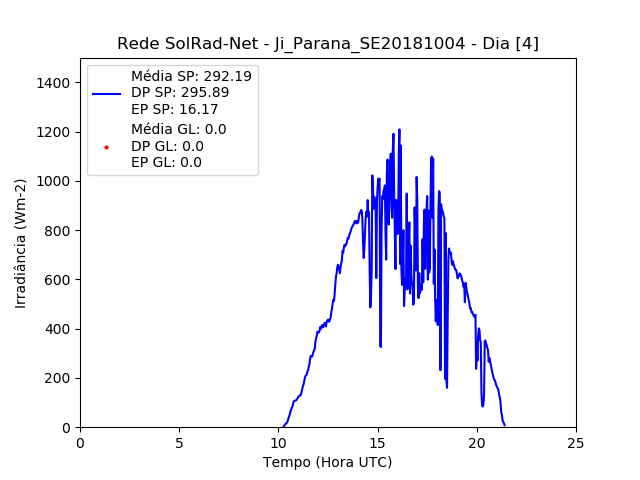 Rede SolRad-Net - Ji_Parana_SE20181004 - Dia [4]
Média SP: 292.19
DP SP: 295.89
EP SP: 16.17
Média GL: 0.0
DP GL: 0.0
EP GL: 0.0
Irradiância (Wm-2)
1400
1200
1000
800
600
400
200
0
0 5 10 15 20 25
Tempo (Hora UTC)